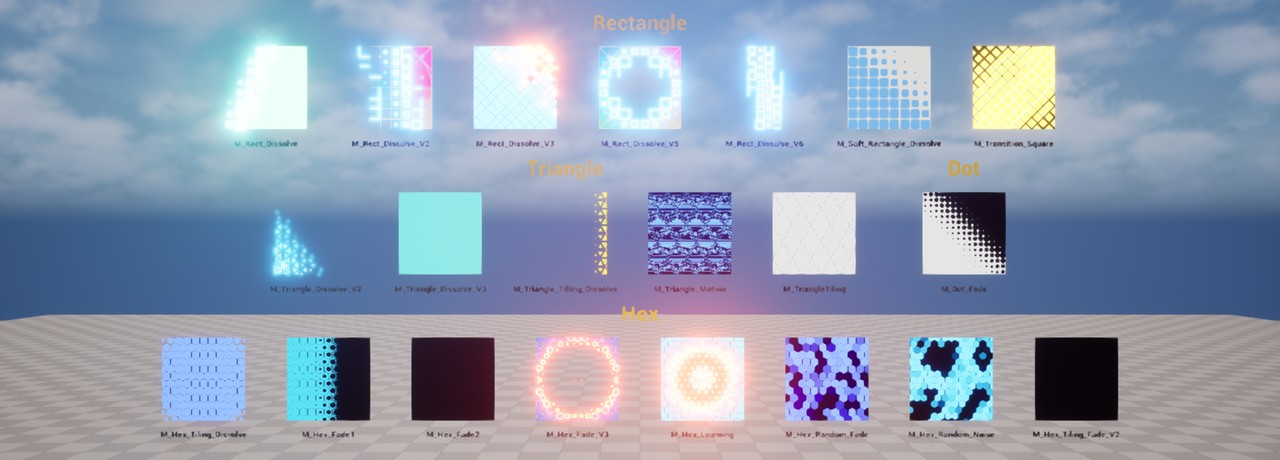 Rectangle
M_Rect_Dissolve
M_Rect_Dissolve_V2
M_Rect_Dissolve_V3
M_Rect_Dissolve_V5
M_Rect_Dissolve_V6
M_Soft_Rectangle_Dissolve
M_Transition_Square
Triangle
Dot
M_Triangle_Dissolve_V2
M_Triangle_Dissolve_V3
M_Triangle_Tilling_Dissolve
M_Triangle_Motion
M_TriangleTiling
M_Dot_Fade
Hex
M_Hex_Tiling_Dissolve
M_Hex_Fade1
M_Hex_Fade2
M_Hex_Fade_V3
M_Hex_Learning
M_Hex_Random_Fade
M_Hex_Random_Noise
M_Hex_Tiling_Fade_V2